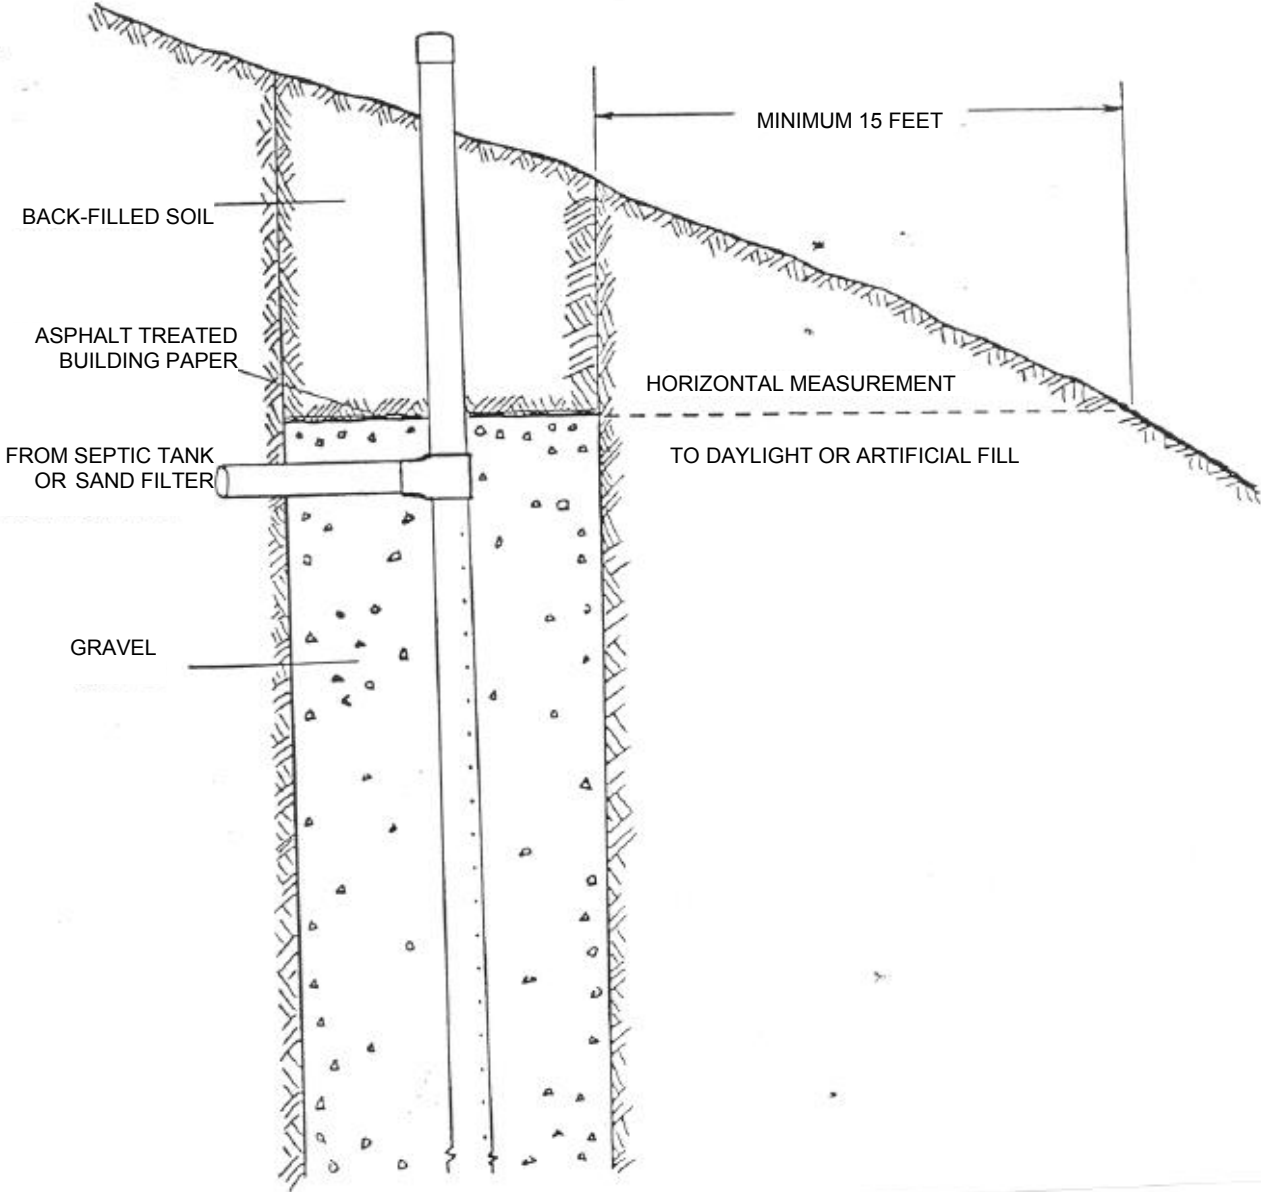 MINIMUM 15 FEET
BACK-FILLED SOIL
ASPHALT TREATED
BUILDING PAPER
HORIZONTAL MEASUREMENT
FROM SEPTIC TANK
OR SAND FILTER
TO DAYLIGHT OR ARTIFICIAL FILL
GRAVEL